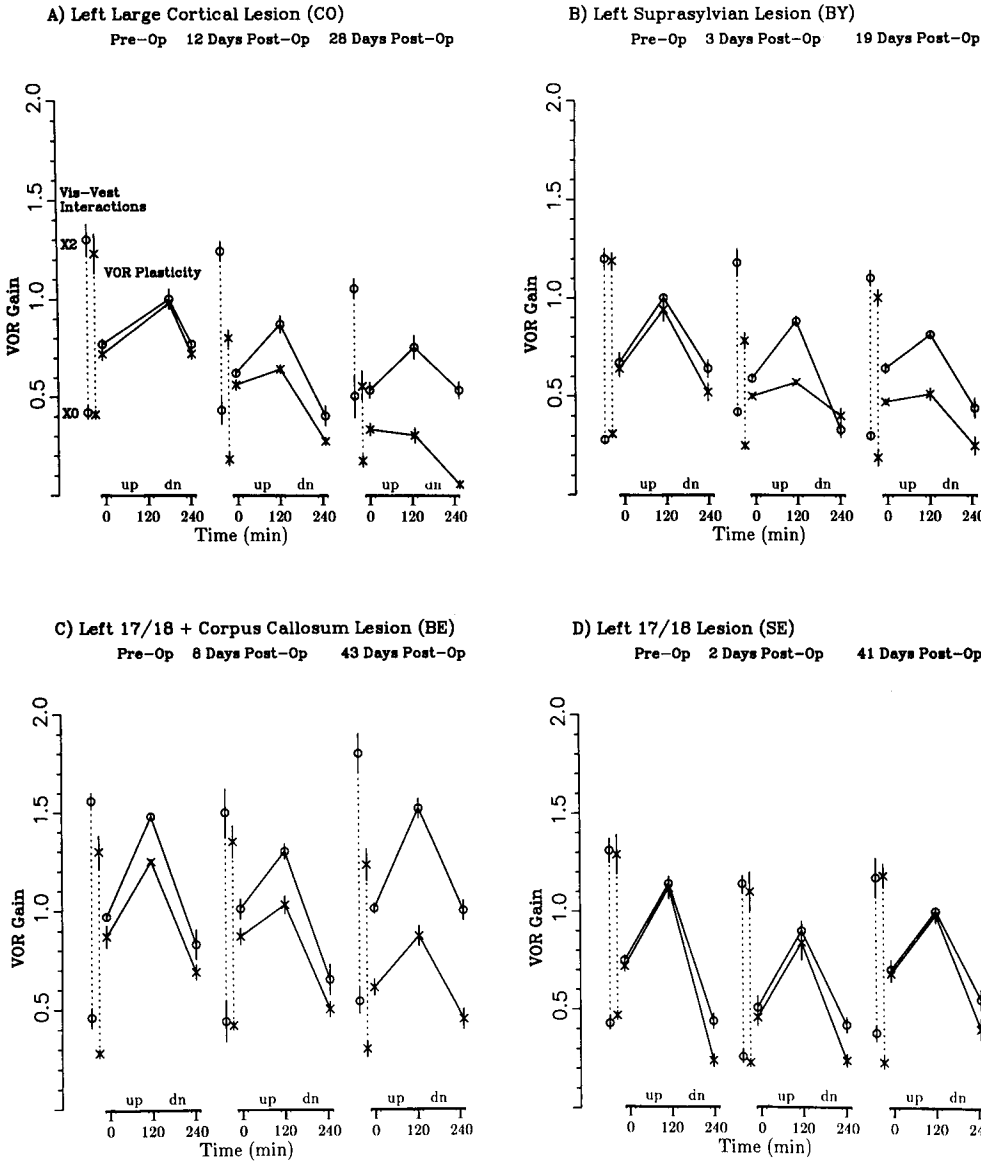 A) Left Large Cortical Lesion (CO)
Pre-Op 12 Days Post-Op 28 Days Post-Op
2.0
1.5
1.0
0.5
VOR Gain
Vis-Vest
Interactions
X2
VOR Plasticity
X0
up dn up dn up dn
0 120 240 0 120 240 0 120 240
Time (min)
B) Left Suprasylvian Lesion (BY)
Pre-Op 3 Days Post-Op 19 Days Post-Op
2.0
1.5
1.0
0.5
VOR Gain
up dn up dn up dn
0 120 240 0 120 240 0 120 240
Time (min)
C) Left 17/18 + Corpus Callosum Lesion (BE)
Pre-Op 8 Days Post-Op 43 Days Post-Op
2.0
1.5
1.0
0.5
VOR Gain
up dn up dn up dn
0 120 240 0 120 240 0 120 240
Time (min)
D) Left 17/18 Lesion (SE)
Pre-Op 2 Days Post-Op 41 Days Post-Op
2.0
1.5
1.0
0.5
VOR Gain
up dn up dn up dn
0 120 240 0 120 240 0 120 240
Time (min)